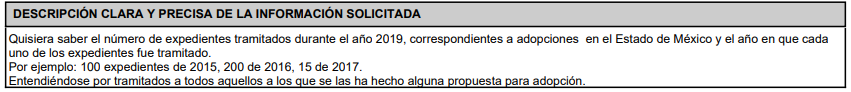 DESCRIPCIÓN CLARA Y PRECISA DE LA INFORMACIÓN SOLICITADA
Quisiera saber el número de expedientes tramitados durante el año 2019, correspondientes a adopciones en el Estado de México y el año en que cada
uno de los expedientes fue tramitado.
Por ejemplo: 100 expedientes de 2015, 200 de 2016, 15 de 2017.
Entendiéndose por tramitados a todos aquellos a los que se las ha hecho alguna propuesta para adopción.